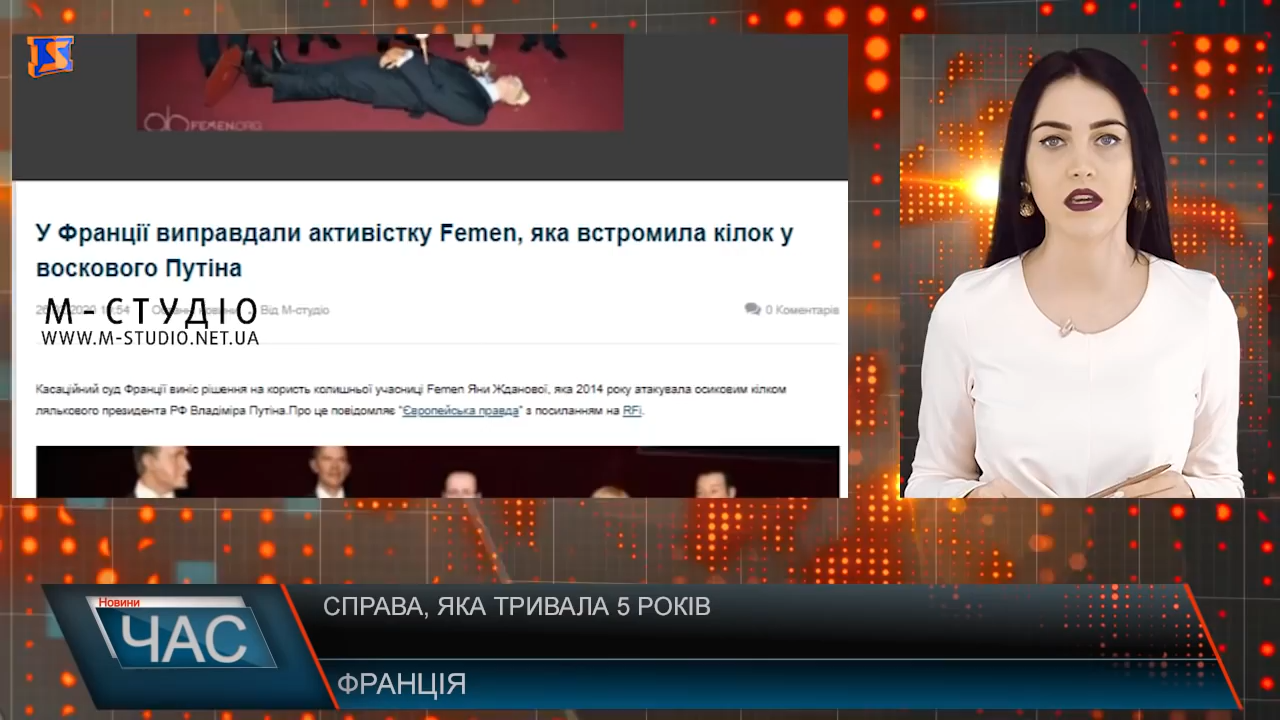 JS
FEMEN.ORG
У Франції виправдали активістку Femen, яка встромила кілок у
воскового Путіна
Від М-студіо
0 Коментарів
М-СТУДІО
WWW.M-STUDIO.NET.UA
Касаційний суд Франції виніс рішення на користь колишньої учасниці Femen Яни Жданової, яка 2014 року атакувала осиковим кілком
лялькового президента РФ Владіміра Путіна.Про це повідомляє "Європейська правда" з посиланням на RFi.
Новини
ЧАС
СПРАВА, ЯКА ТРИВАЛА 5 РОКІВ
ФРАНЦІЯ